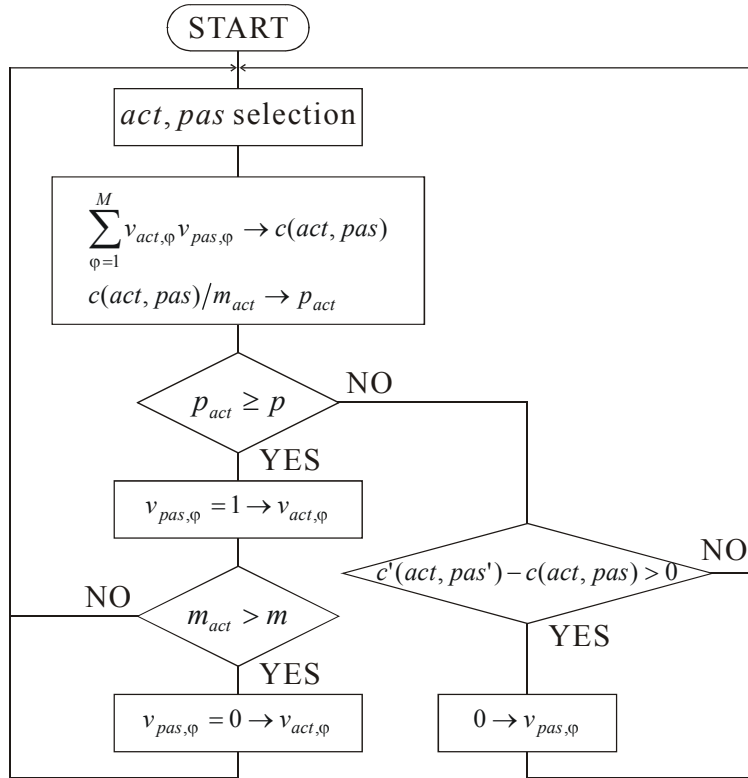 START
act, pas selection
M
∑ v_{act,φ} v_{pas,φ} → c(act, pas)
φ=1
c(act, pas)/m_{act} → p_{act}
NO
p_{act} ≥ p
YES
v_{pas,φ} = 1 → v_{act,φ}
c'(act, pas') − c(act, pas) > 0
NO
NO
m_{act} > m
YES
YES
v_{pas,φ} = 0 → v_{act,φ}
0 → v_{pas,φ}